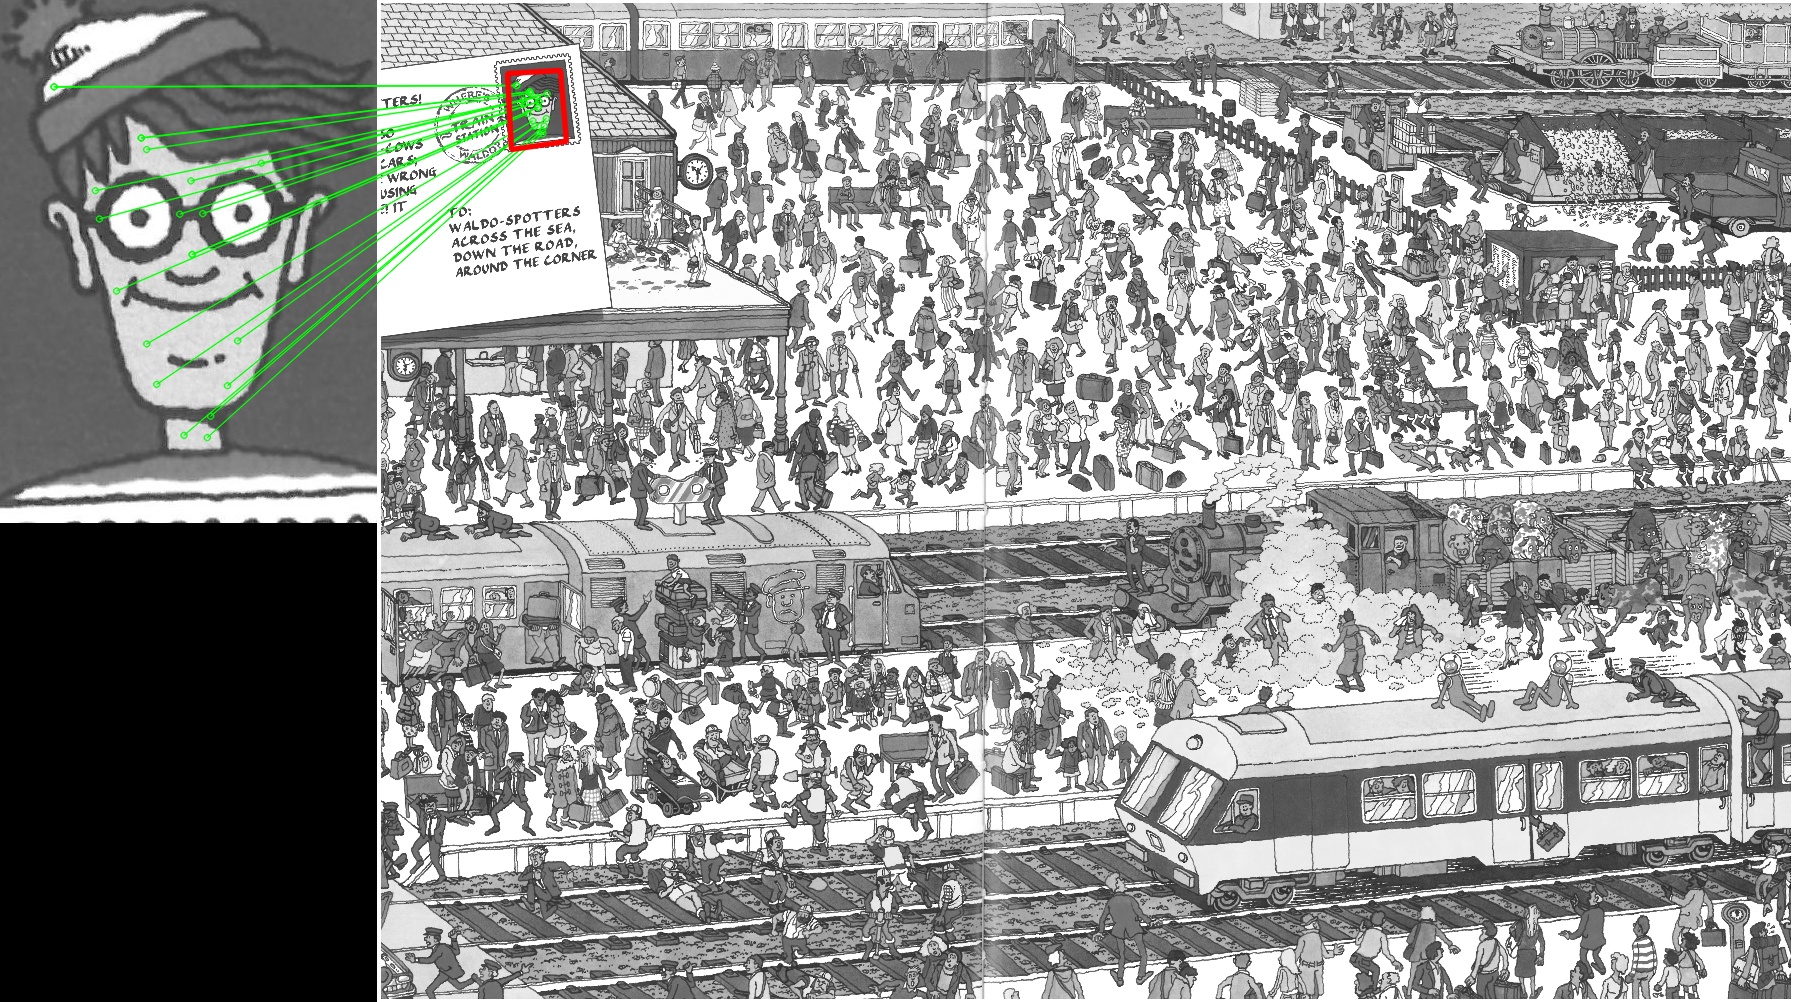 TERS!
SO
COWS
CARS;
WRONG
USING
IT
TRAIN
STATION
WALDO
TO:
WALDO-SPOTTERS
ACROSS THE SEA,
DOWN THE ROAD,
AROUND THE CORNER